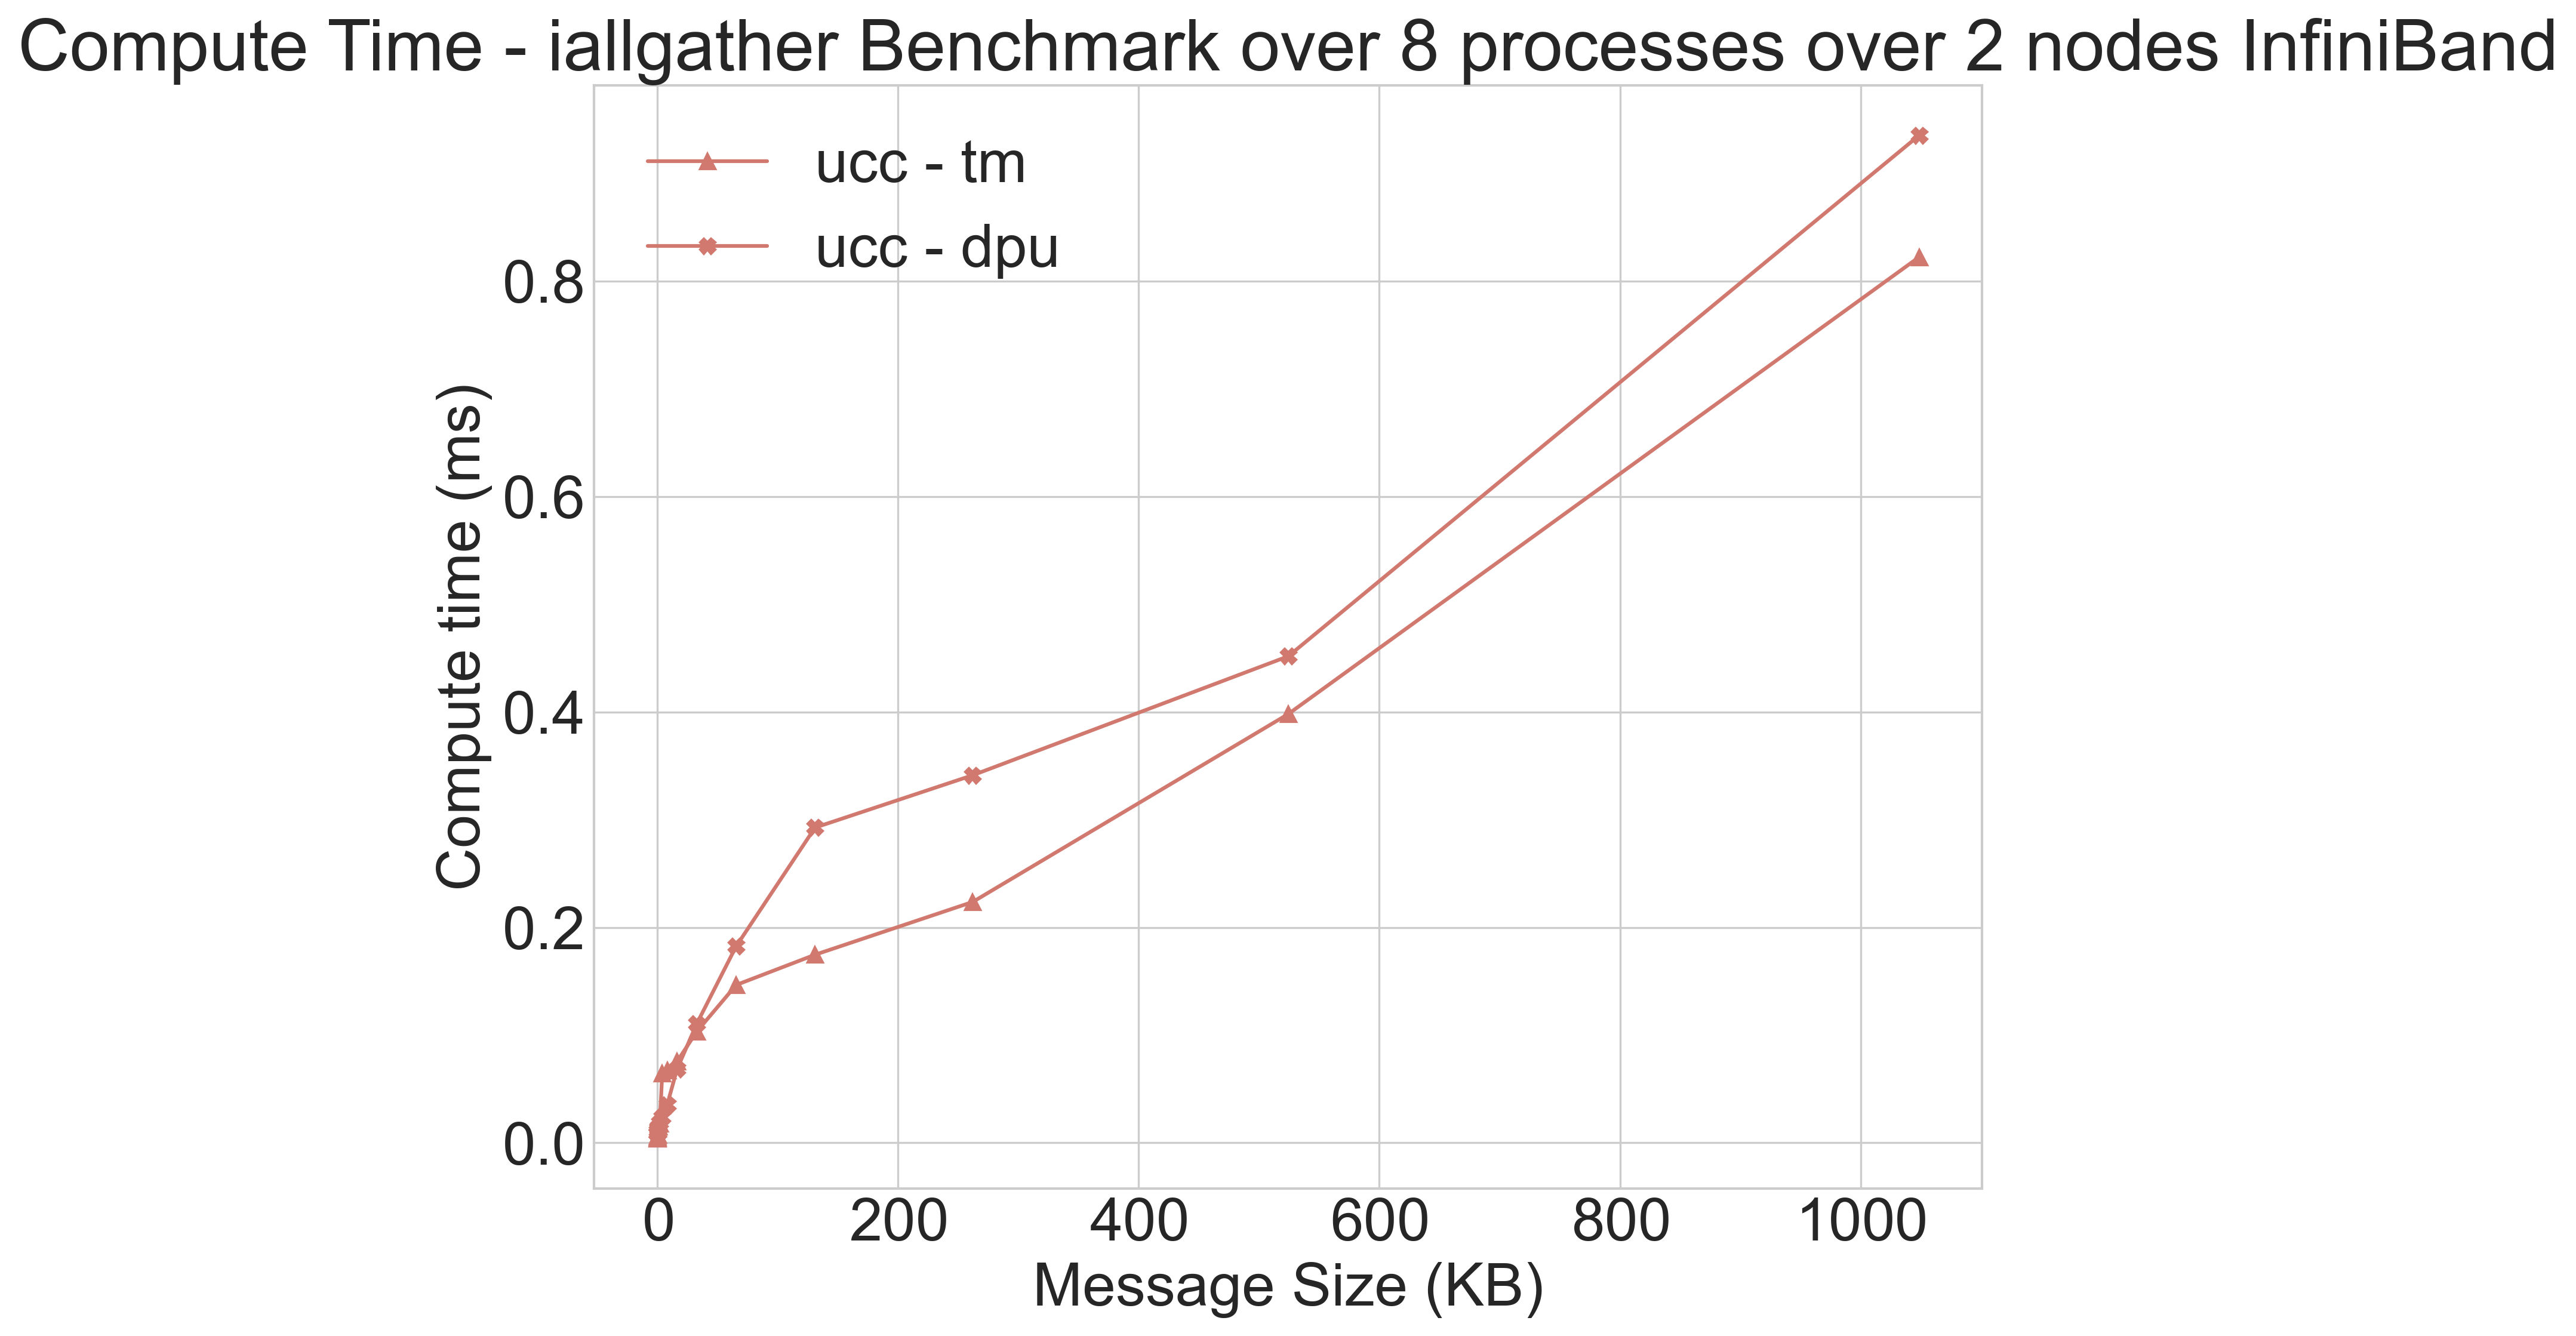 Compute Time - iallgather Benchmark over 8 processes over 2 nodes InfiniBand
ucc - tm
ucc - dpu
Compute time (ms)
0.8
0.6
0.4
0.2
0.0
0 200 400 600 800 1000
Message Size (KB)